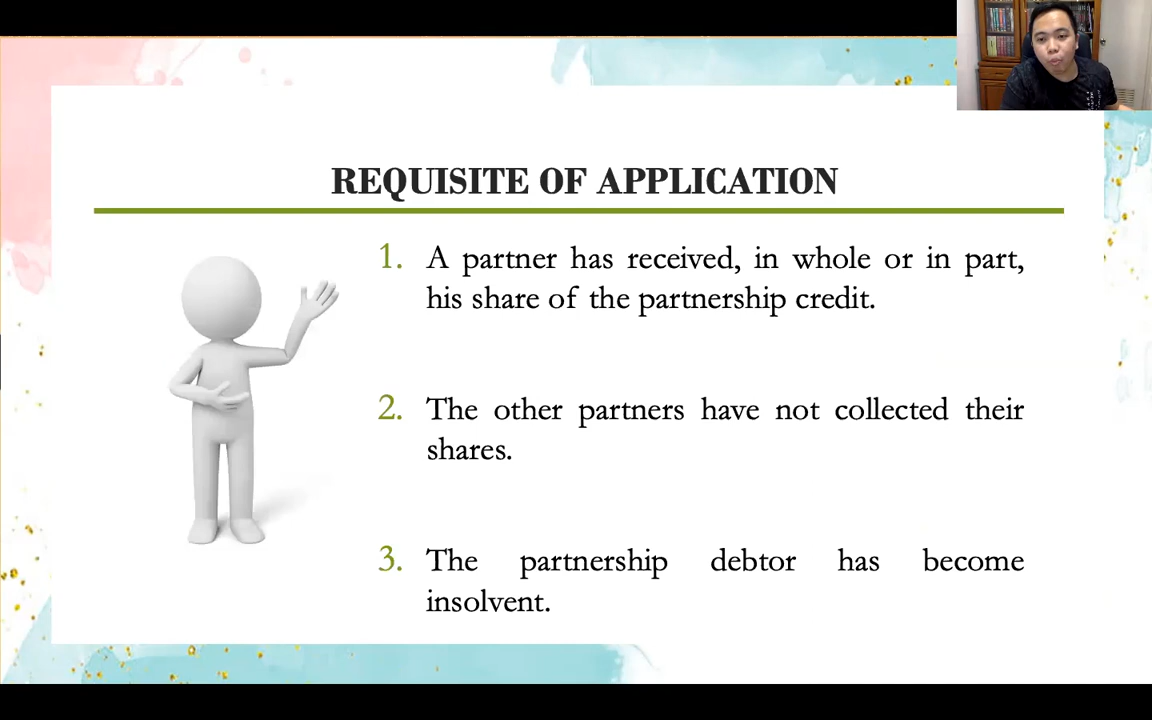 REQUISITE OF APPLICATION
1. A partner has received, in whole or in part,
his share of the partnership credit.
2. The other partners have not collected their
shares.
3. The partnership debtor has become
insolvent.